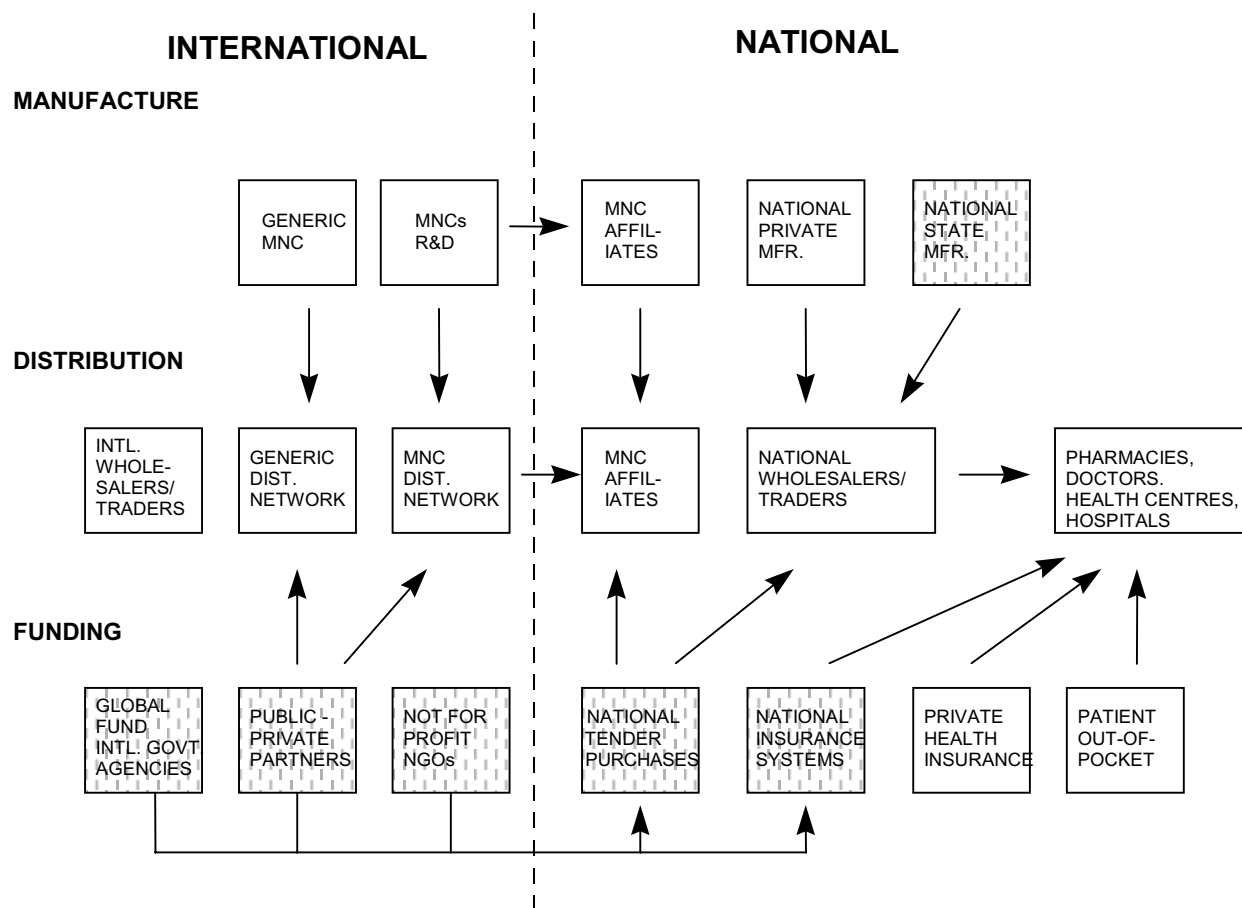 INTERNATIONAL
NATIONAL
MANUFACTURE
GENERIC
MNC
MNCs
R&D
MNC
AFFIL-
IATES
NATIONAL
PRIVATE
MFR.
NATIONAL
STATE
MFR.
DISTRIBUTION
INTL.
WHOLE-
SALERS/
TRADERS
GENERIC
DIST.
NETWORK
MNC
DIST.
NETWORK
MNC
AFFIL-
IATES
NATIONAL
WHOLESALERS/
TRADERS
PHARMACIES,
DOCTORS.
HEALTH CENTRES,
HOSPITALS
FUNDING
GLOBAL
FUND
INTL. GOVT
AGENCIES
PUBLIC -
PRIVATE
PARTNERS
NOT FOR
PROFIT
NGOs
NATIONAL
TENDER
PURCHASES
NATIONAL
INSURANCE
SYSTEMS
PRIVATE
HEALTH
INSURANCE
PATIENT
OUT-OF-
POCKET